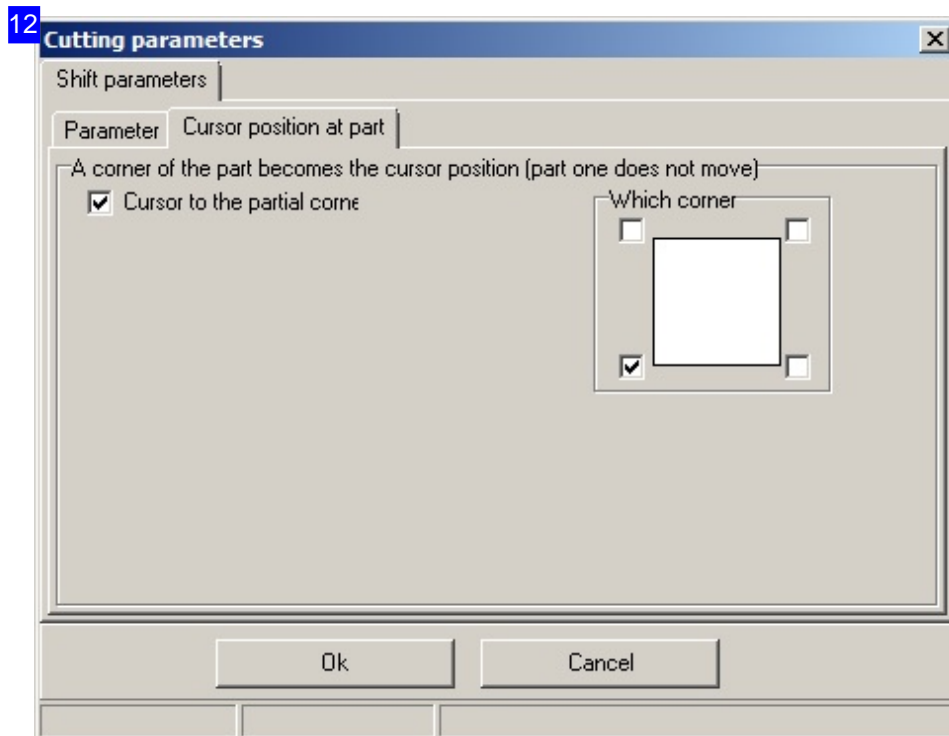 12
Cutting parameters
Shift parameters
Parameter Cursor position at part
A corner of the part becomes the cursor position (part one does not move)
Cursor to the partial corne
Which corner
Ok Cancel